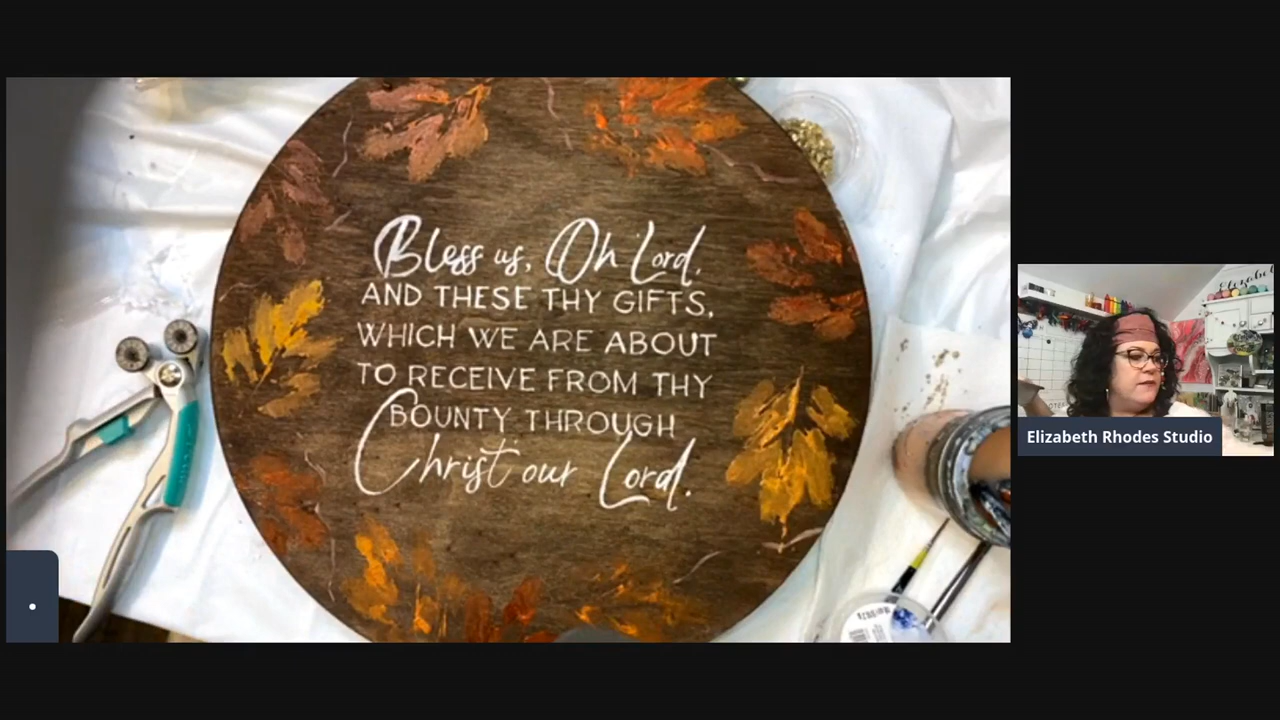 Bless us, Oh Lord,
AND THESE THY GIFTS,
WHICH WE ARE ABOUT
TO RECEIVE FROM THY
BOUNTY THROUGH
Christ our Lord.
Elizabeth Rhodes Studio